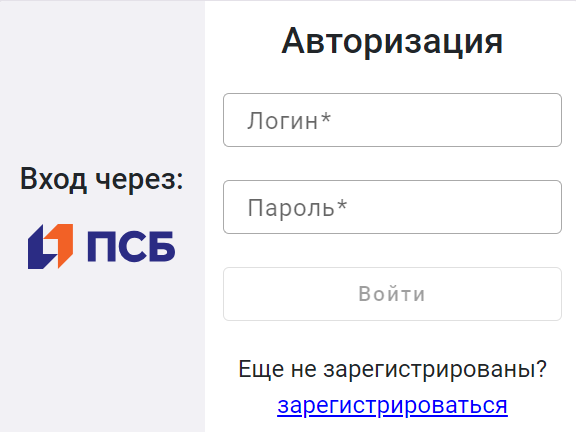 Авторизация
Логин*
Пароль*
Вход через:
ПСБ
Войти
Еще не зарегистрированы?
зарегистрироваться